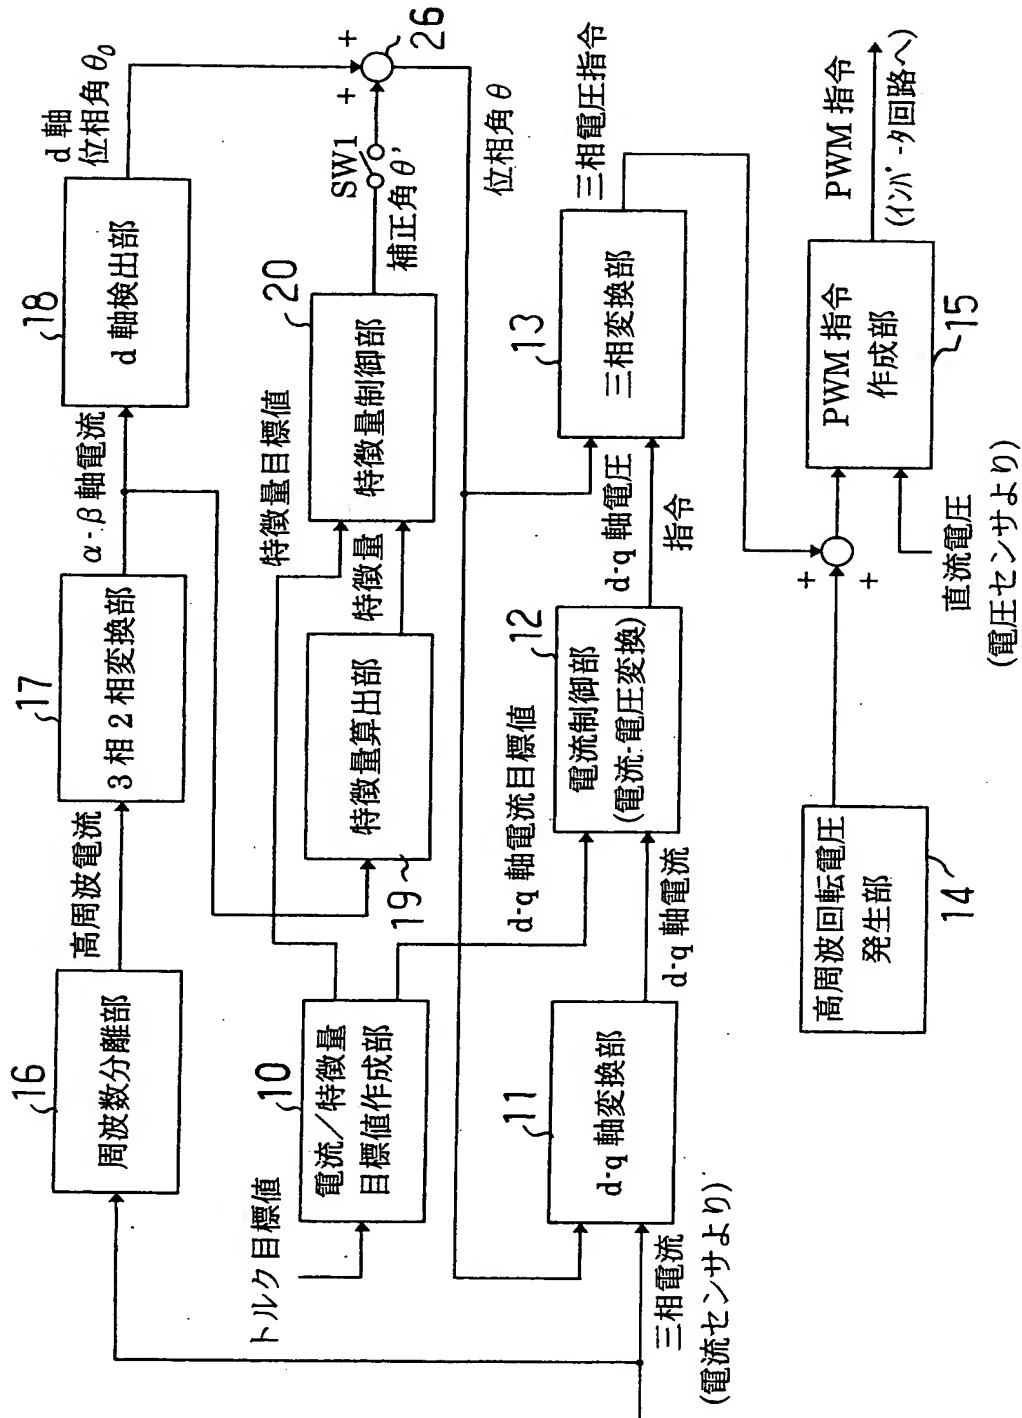 16
周波数分離部
高周波電流
17
3相2相変換部
α-β軸電流
18
d軸検出部
d軸
位相角θ0
+
+
26
トルク目標値
10
電流/特徴量
目標値作成部
19
特徴量算出部
特徴量目標値
特徴量
20
特徴量制御部
補正角θ'
SW1
位相角θ
三相電流
(電流センサより)
11
d-q軸変換部
d-q軸電流目標値
d-q軸電流
12
電流制御部
(電流-電圧変換)
d-q軸電圧
指令
13
三相変換部
三相電圧指令
14
高周波回転電圧
発生部
+
+
直流電圧
(電圧センサより)
PWM指令
作成部
15
PWM指令
(インバータ回路へ)